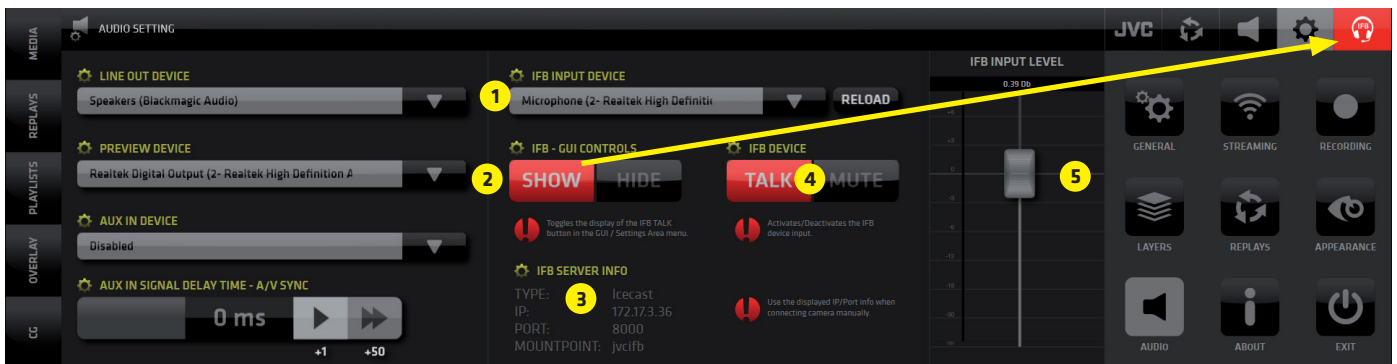 AUDIO SETTING
JVC
IFB
MEDIA
REPLAYS
PLAYLISTS
OVERLAY
CG
LINE OUT DEVICE
Speakers (Blackmagic Audio)
PREVIEW DEVICE
Realtek Digital Output (2- Realtek High Definition A
AUX IN DEVICE
Disabled
AUX IN SIGNAL DELAY TIME - A/V SYNC
0 ms
+1
+50
IFB INPUT DEVICE
1
Microphone (2- Realtek High Definitic
RELOAD
IFB - GUI CONTROLS
2
SHOW
HIDE
Toggles the display of the IFB TALK
button in the GUI / Settings Area menu.
IFB DEVICE
TALK
4
MUTE
Activates/Deactivates the IFB
device input.
IFB SERVER INFO
3
TYPE: Icecast
IP: 172.17.3.36
PORT: 8000
MOUNTPOINT: jvcifb
Use the displayed IP/Port info when
connecting camera manually.
IFB INPUT LEVEL
0.39 Db
+3
0
5
GENERAL
STREAMING
RECORDING
LAYERS
REPLAYS
APPEARANCE
AUDIO
ABOUT
EXIT